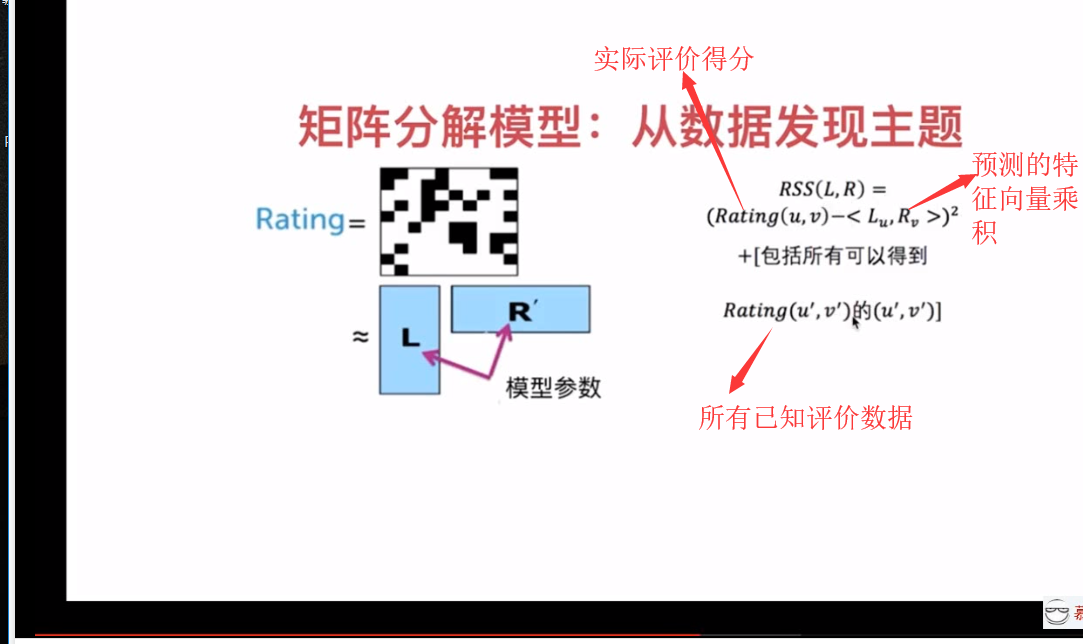 实际评价得分
矩阵分解模型：从数据发现主题
预测的特
征向量乘
积
Rating=
RSS(L,R) =
(Rating(u,v)−< Lᵤ,Rᵥ >)²
+[包括所有可以得到
Rating(u′,v′)的(u′,v′)]
≈
L
R′
模型参数
所有已知评价数据